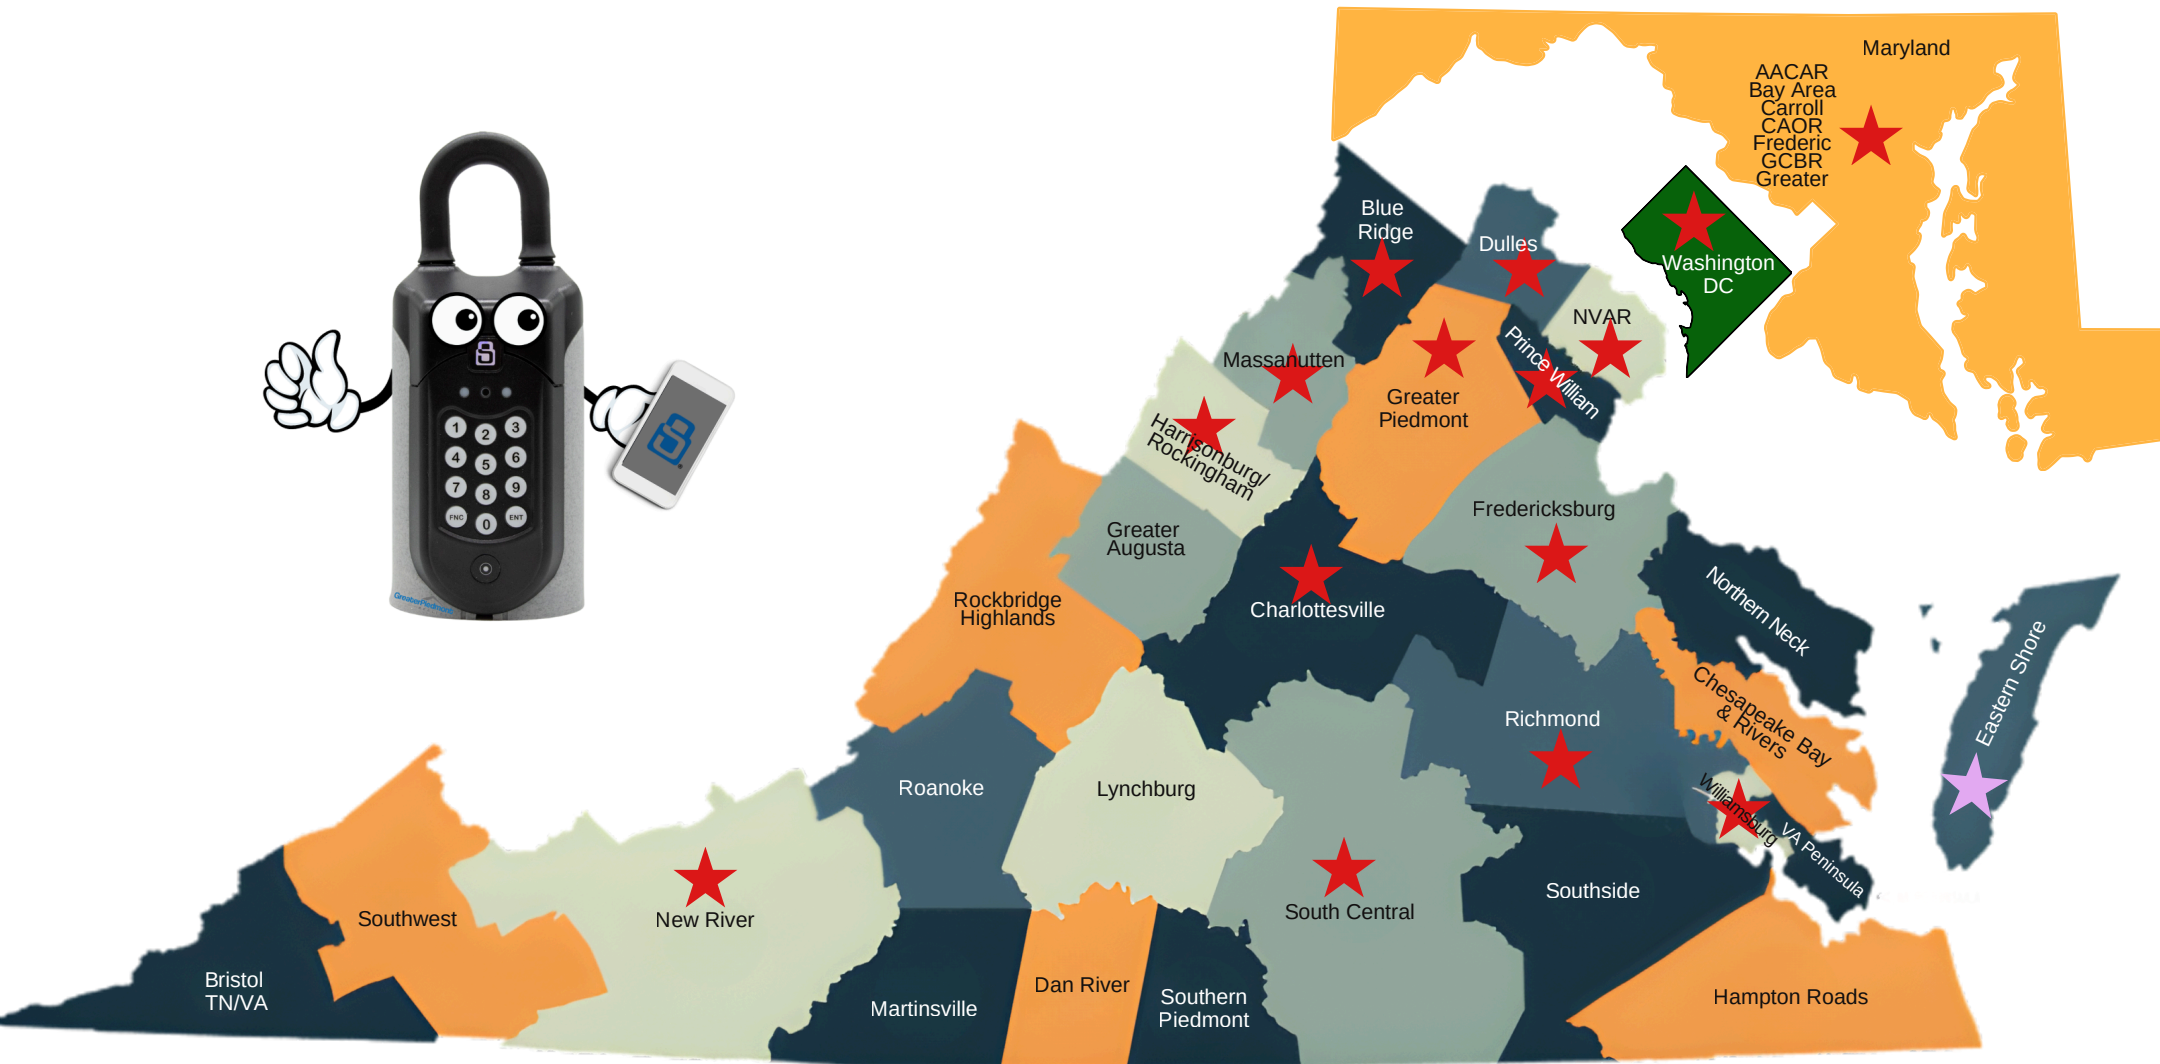 Maryland
AACAR
Bay Area
Carroll
CAOR
Frederic
GCBR
Greater
Blue
Ridge
Dulles
Washington
DC
NVAR
Prince William
Massanutten
Greater
Piedmont
Harrisonburg/
Rockingham
1 2 3
4 5 6
7 8 9
FNC 0 ENT
GreaterPiedmont
Greater
Augusta
Fredericksburg
Rockbridge
Highlands
Charlottesville
Northern Neck
Eastern Shore
Chesapeake Bay
& Rivers
Richmond
Roanoke
Lynchburg
Williamsburg
VA Peninsula
Southwest
New River
South Central
Southside
Bristol
TN/VA
Martinsville
Dan River
Southern
Piedmont
Hampton Roads